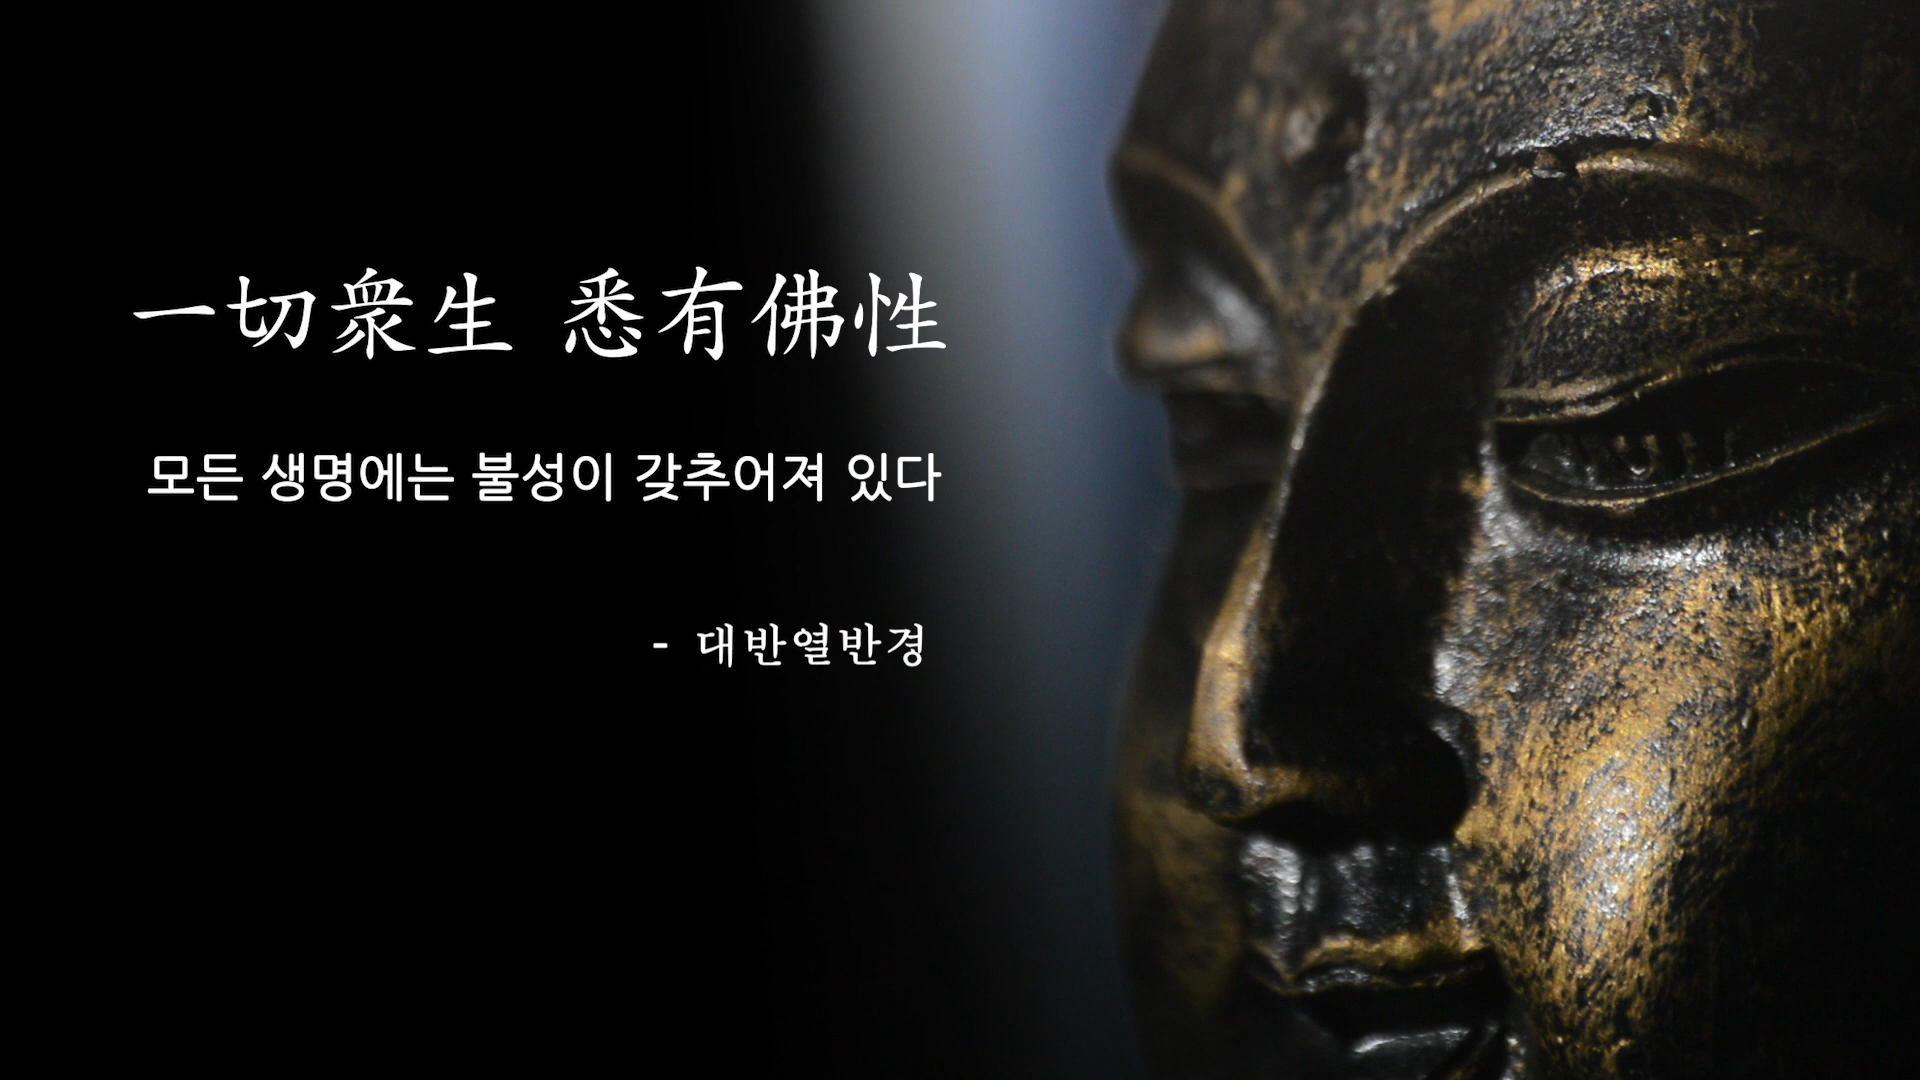 一切衆生 悉有佛性
모든 생명에는 불성이 갖추어져 있다
- 대반열반경